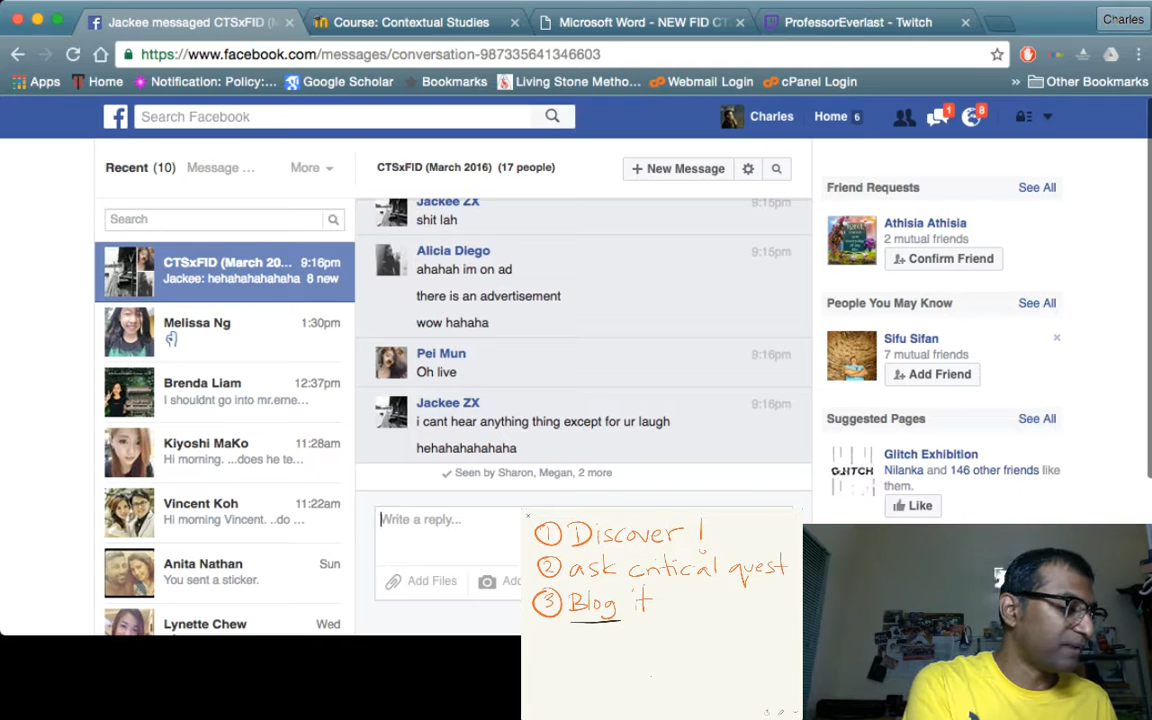 Jackee messaged CTSxFID (
Course: Contextual Studies
Microsoft Word - NEW FID CT
ProfessorEverlast - Twitch
Charles
https://www.facebook.com/messages/conversation-987335641346603
Apps
Home
Notification: Policy:...
Google Scholar
Bookmarks
Living Stone Metho...
Webmail Login
cPanel Login
»
Other Bookmarks
Search Facebook
Charles
Home 6
1
8
Recent (10)
Message ...
More
CTSxFID (March 2016) (17 people)
+ New Message
Search
CTSxFID (March 20... 9:16pm
Jackee: hehahahahahaha 8 new
Melissa Ng 1:30pm
Brenda Liam 12:37pm
I shouldnt go into mr.erne...
Kiyoshi MaKo 11:28am
Hi morning. ...does he te...
Vincent Koh 11:22am
Hi morning Vincent. ..do ...
Anita Nathan Sun
You sent a sticker.
Lynette Chew Wed
Jackee ZX 9:15pm
shit lah
Alicia Diego 9:15pm
ahahah im on ad
there is an advertisement
wow hahaha
Pei Mun 9:16pm
Oh live
Jackee ZX 9:16pm
i cant hear anything thing except for ur laugh
hehahahahahaha
Seen by Sharon, Megan, 2 more
Write a reply...
Add Files
Add
Friend Requests See All
Athisia Athisia
2 mutual friends
Confirm Friend
People You May Know See All
Sifu Sifan
7 mutual friends
Add Friend
Suggested Pages See All
Glitch Exhibition
Nilanka and 146 other friends like
them.
Like
GLITCH
① Discover !
② ask critical quest
③ Blog it